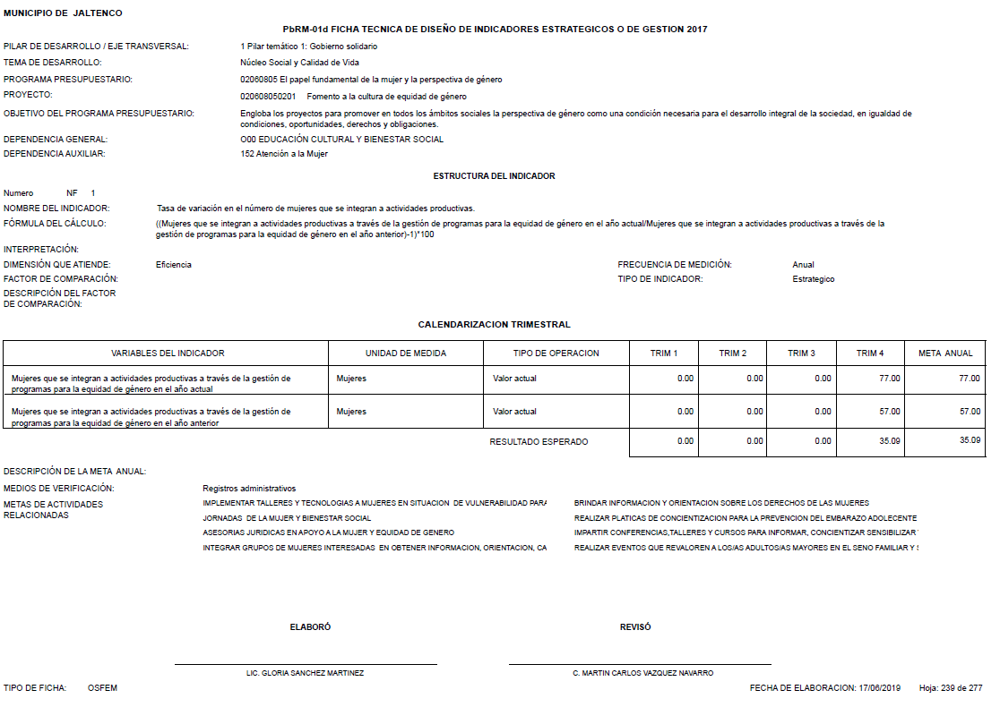 MUNICIPIO DE JALTENCO
PbRM-01d FICHA TECNICA DE DISEÑO DE INDICADORES ESTRATEGICOS O DE GESTION 2017
PILAR DE DESARROLLO / EJE TRANSVERSAL: 1 Pilar temático 1: Gobierno solidario
TEMA DE DESARROLLO: Núcleo Social y Calidad de Vida
PROGRAMA PRESUPUESTARIO: 02060805 El papel fundamental de la mujer y la perspectiva de género
PROYECTO: 020608050201 Fomento a la cultura de equidad de género
OBJETIVO DEL PROGRAMA PRESUPUESTARIO: Engloba los proyectos para promover en todos los ámbitos sociales la perspectiva de género como una condición necesaria para el desarrollo integral de la sociedad, en igualdad de
condiciones, oportunidades, derechos y obligaciones.
DEPENDENCIA GENERAL: O00 EDUCACIÓN CULTURAL Y BIENESTAR SOCIAL
DEPENDENCIA AUXILIAR: 152 Atención a la Mujer
ESTRUCTURA DEL INDICADOR
Numero NF 1
NOMBRE DEL INDICADOR: Tasa de variación en el número de mujeres que se integran a actividades productivas.
FÓRMULA DEL CÁLCULO: ((Mujeres que se integran a actividades productivas a través de la gestión de programas para la equidad de género en el año actual/Mujeres que se integran a actividades productivas a través de la
gestión de programas para la equidad de género en el año anterior)-1)*100
INTERPRETACIÓN:
DIMENSIÓN QUE ATIENDE: Eficiencia FRECUENCIA DE MEDICIÓN: Anual
FACTOR DE COMPARACIÓN: TIPO DE INDICADOR: Estrategico
DESCRIPCIÓN DEL FACTOR
DE COMPARACIÓN:
CALENDARIZACION TRIMESTRAL
VARIABLES DEL INDICADOR UNIDAD DE MEDIDA TIPO DE OPERACION TRIM 1 TRIM 2 TRIM 3 TRIM 4 META ANUAL
Mujeres que se integran a actividades productivas a través de la gestión de Mujeres Valor actual 0.00 0.00 0.00 77.00 77.00
programas para la equidad de género en el año actual
Mujeres que se integran a actividades productivas a través de la gestión de Mujeres Valor actual 0.00 0.00 0.00 57.00 57.00
programas para la equidad de género en el año anterior
RESULTADO ESPERADO 0.00 0.00 0.00 35.09 35.09
DESCRIPCIÓN DE LA META ANUAL:
MEDIOS DE VERIFICACIÓN: Registros administrativos
METAS DE ACTIVIDADES
RELACIONADAS
IMPLEMENTAR TALLERES Y TECNOLOGIAS A MUJERES EN SITUACION DE VULNERABILIDAD PARA BRINDAR INFORMACION Y ORIENTACION SOBRE LOS DERECHOS DE LAS MUJERES
JORNADAS DE LA MUJER Y BIENESTAR SOCIAL REALIZAR PLATICAS DE CONCIENTIZACION PARA LA PREVENCION DEL EMBARAZO ADOLECENTE
ASESORIAS JURIDICAS EN APOYO A LA MUJER Y EQUIDAD DE GENERO IMPARTIR CONFERENCIAS,TALLERES Y CURSOS PARA INFORMAR, CONCIENTIZAR SENSIBILIZAR
INTEGRAR GRUPOS DE MUJERES INTERESADAS EN OBTENER INFORMACION, ORIENTACION, CA REALIZAR EVENTOS QUE REVALOREN A LOS/AS ADULTOS/AS MAYORES EN EL SENO FAMILIAR Y
ELABORÓ REVISÓ
LIC. GLORIA SANCHEZ MARTINEZ C. MARTIN CARLOS VAZQUEZ NAVARRO
TIPO DE FICHA: OSFEM FECHA DE ELABORACION: 17/06/2019 Hoja: 239 de 277